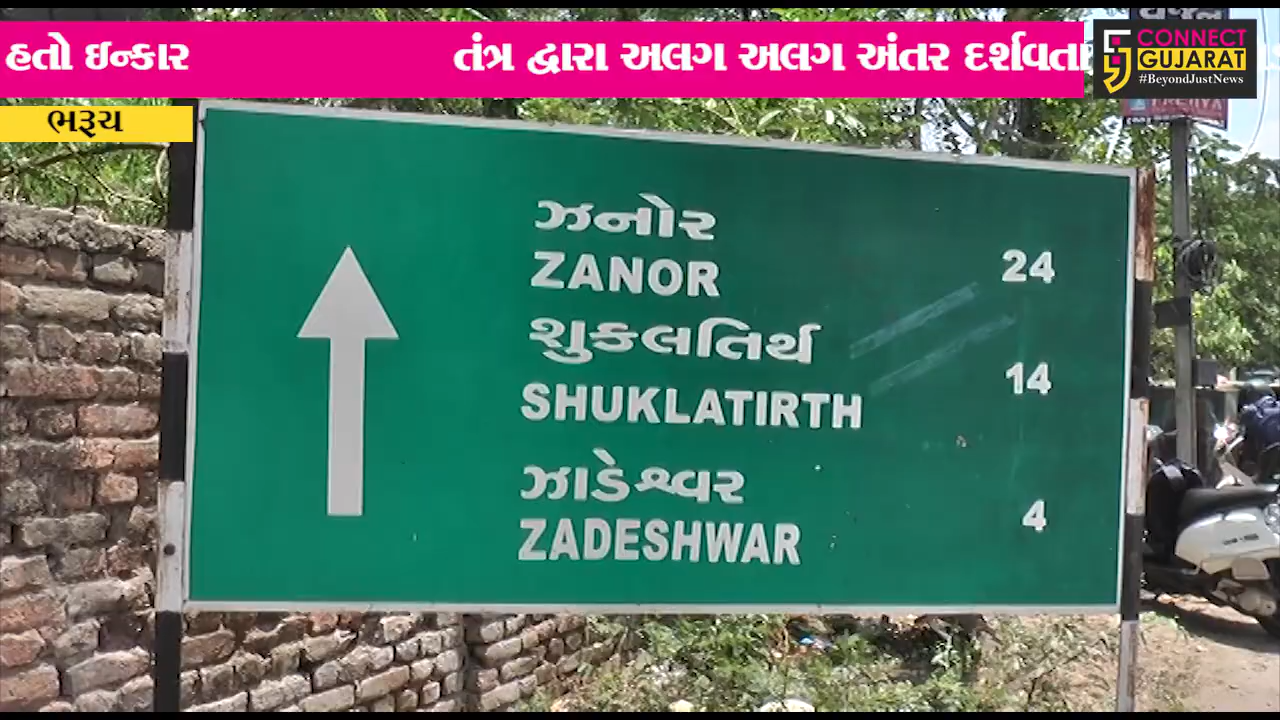 હતો ઈન્કાર તંત્ર દ્વારા અલગ અલગ અંતર દર્શવતા
CONNECT
GUJARAT
#BeyondJustNews
ભરૂચ
ઝનોર
ZANOR 24
શુકલતિર્થ
SHUKLATIRTH 14
ઝાડેશ્વર
ZADESHWAR 4